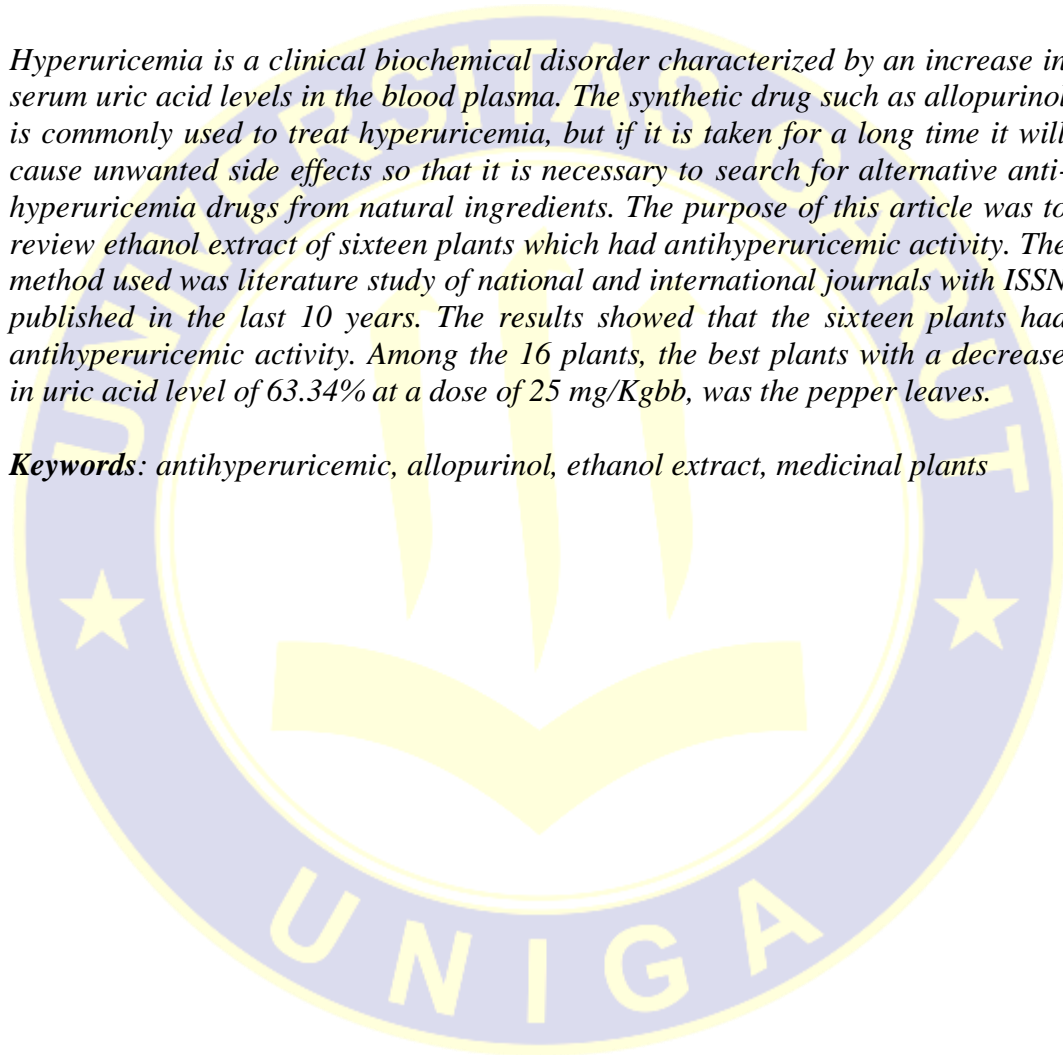 Hyperuricemia is a clinical biochemical disorder characterized by an increase in
serum uric acid levels in the blood plasma. The synthetic drug such as allopurinol
is commonly used to treat hyperuricemia, but if it is taken for a long time it will
cause unwanted side effects so that it is necessary to search for alternative anti-
hyperuricemia drugs from natural ingredients. The purpose of this article was to
review ethanol extract of sixteen plants which had antihyperuricemic activity. The
method used was literature study of national and international journals with ISSN
published in the last 10 years. The results showed that the sixteen plants had
antihyperuricemic activity. Among the 16 plants, the best plants with a decrease
in uric acid level of 63.34% at a dose of 25 mg/Kgbb, was the pepper leaves.
Keywords: antihyperuricemic, allopurinol, ethanol extract, medicinal plants
UNIVERSITAS GARUT
UNIGA